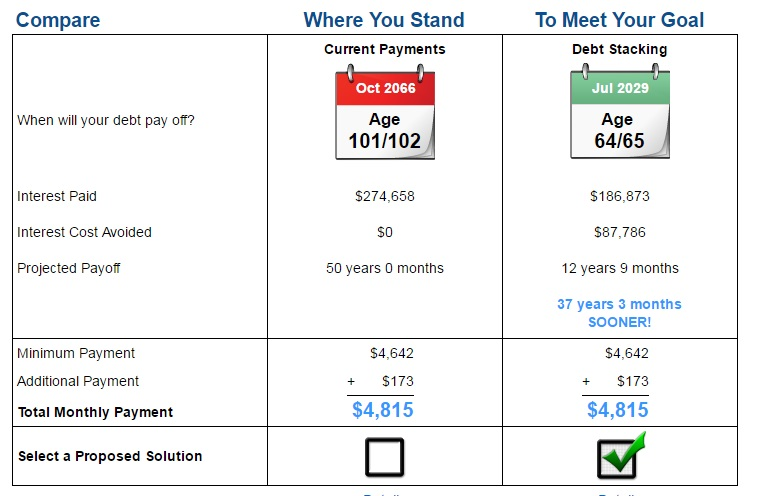 Compare Where You Stand To Meet Your Goal
Current Payments Debt Stacking
Oct 2066 Jul 2029
When will your debt pay off? Age Age
101/102 64/65
Interest Paid $274,658 $186,873
Interest Cost Avoided $0 $87,786
Projected Payoff 50 years 0 months 12 years 9 months
37 years 3 months
SOONER!
Minimum Payment $4,642 $4,642
Additional Payment + $173 + $173
Total Monthly Payment $4,815 $4,815
Select a Proposed Solution